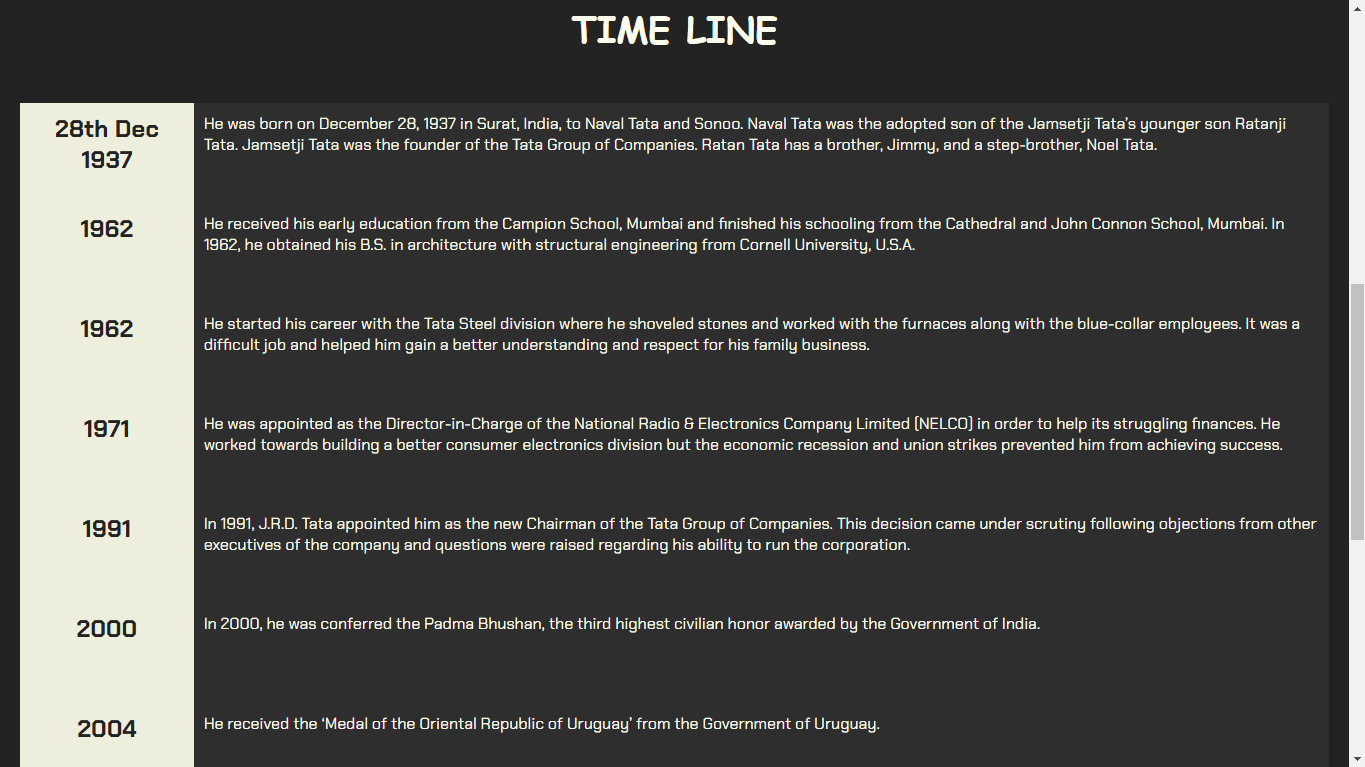 TIME LINE
28th Dec
1937
He was born on December 28, 1937 in Surat, India, to Naval Tata and Sonoo. Naval Tata was the adopted son of the Jamsetji Tata’s younger son Ratanji
Tata. Jamsetji Tata was the founder of the Tata Group of Companies. Ratan Tata has a brother, Jimmy, and a step-brother, Noel Tata.
1962
He received his early education from the Campion School, Mumbai and finished his schooling from the Cathedral and John Connon School, Mumbai. In
1962, he obtained his B.S. in architecture with structural engineering from Cornell University, U.S.A.
1962
He started his career with the Tata Steel division where he shoveled stones and worked with the furnaces along with the blue-collar employees. It was a
difficult job and helped him gain a better understanding and respect for his family business.
1971
He was appointed as the Director-in-Charge of the National Radio & Electronics Company Limited (NELCO) in order to help its struggling finances. He
worked towards building a better consumer electronics division but the economic recession and union strikes prevented him from achieving success.
1991
In 1991, J.R.D. Tata appointed him as the new Chairman of the Tata Group of Companies. This decision came under scrutiny following objections from other
executives of the company and questions were raised regarding his ability to run the corporation.
2000
In 2000, he was conferred the Padma Bhushan, the third highest civilian honor awarded by the Government of India.
2004
He received the ‘Medal of the Oriental Republic of Uruguay’ from the Government of Uruguay.